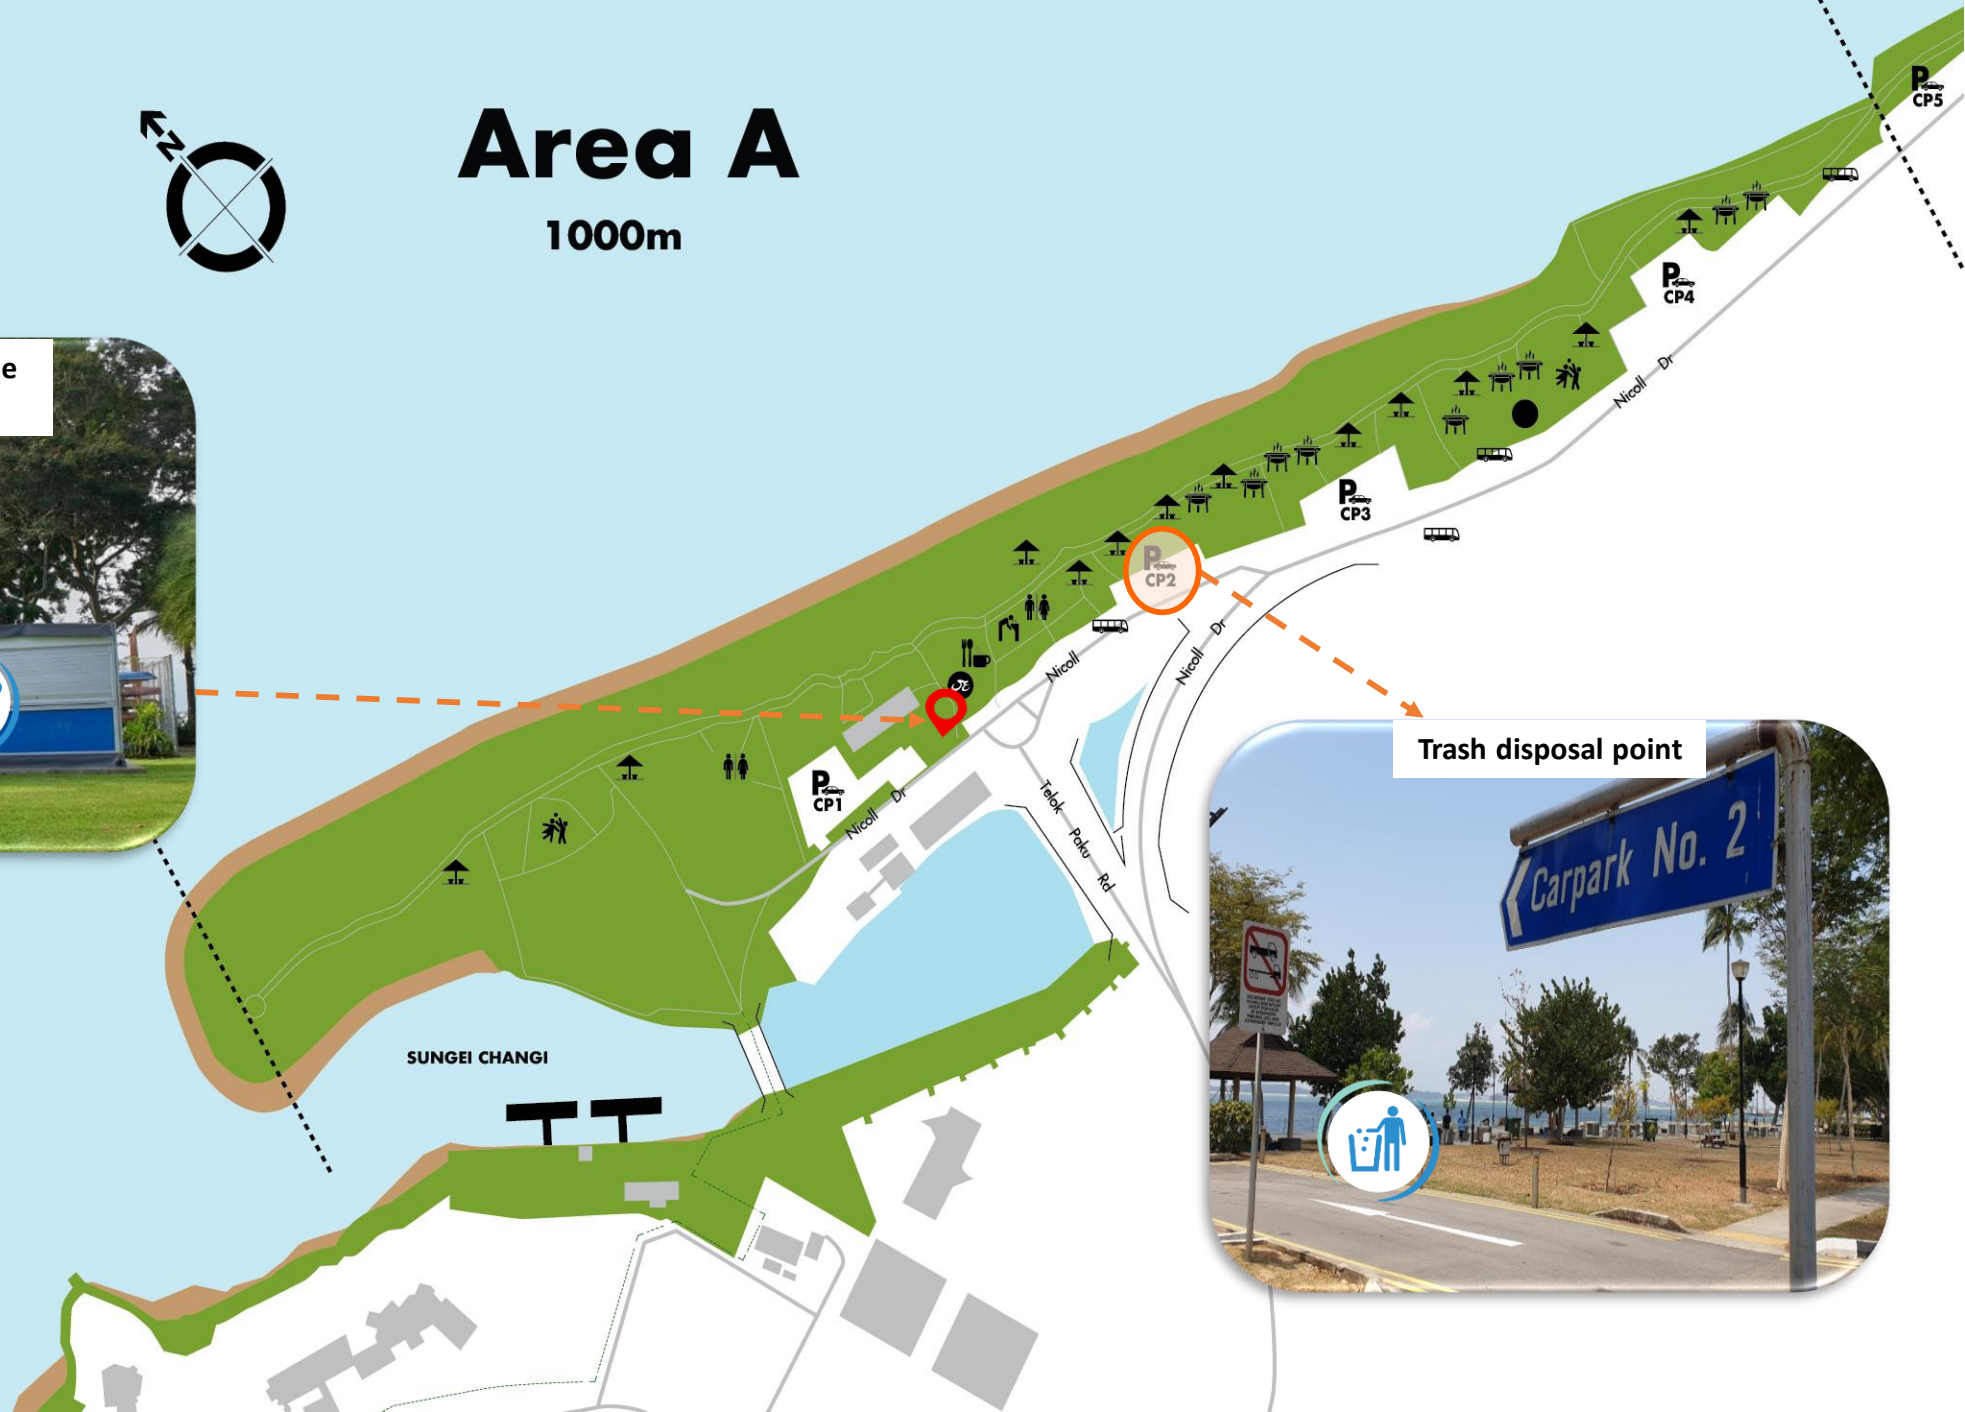 Area A
1000m
N
P
CP5
P
CP4
Nicoll Dr
P
CP3
P
CP2
Nicoll
Nicoll Dr
P
CP1
Nicoll Dr
Telok Paku Rd
e
Trash disposal point
Carpark No. 2
SUNGEI CHANGI